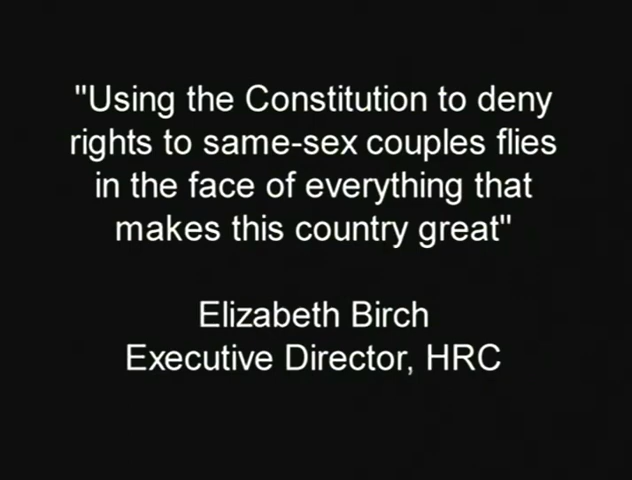 "Using the Constitution to deny
rights to same-sex couples flies
in the face of everything that
makes this country great"
Elizabeth Birch
Executive Director, HRC